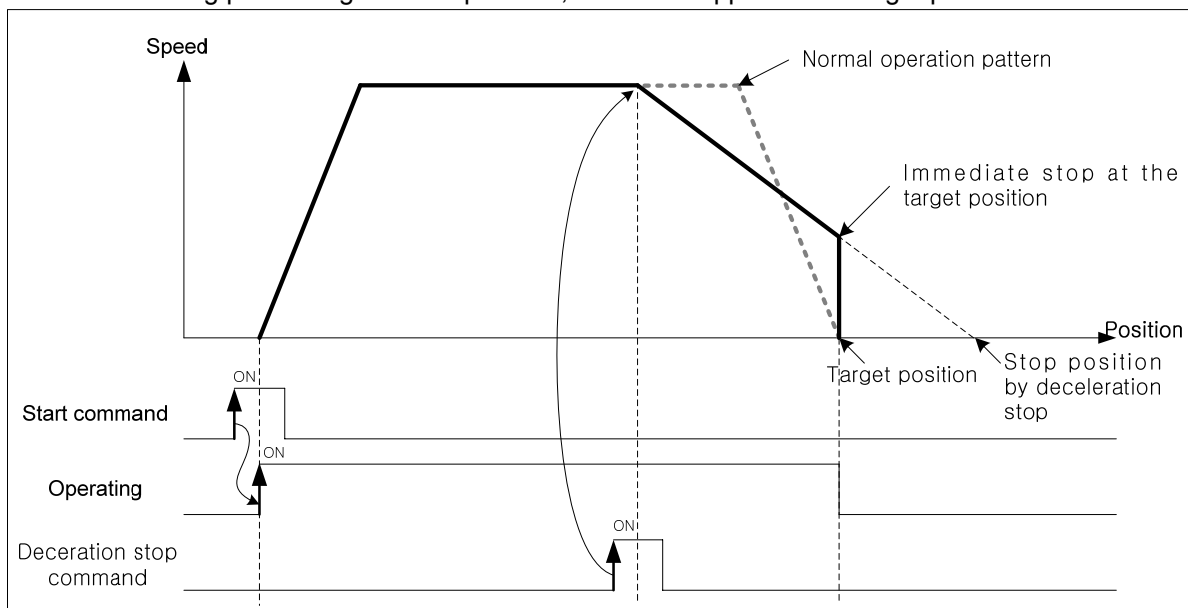 Speed
Normal operation pattern
Immediate stop at the
target position
Position
Target position
Stop position
by deceleration
stop
ON
Start command
ON
Operating
ON
Deceration stop
command